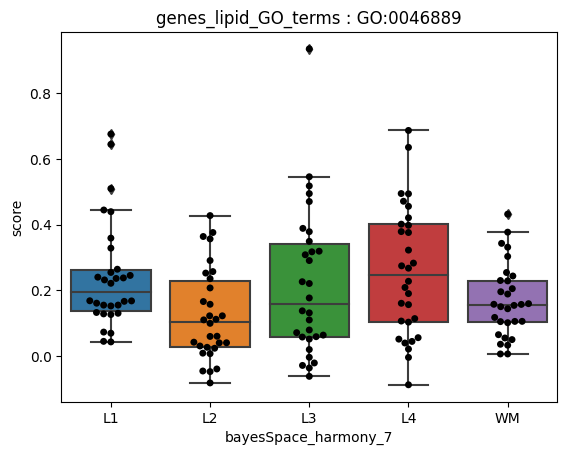 genes_lipid_GO_terms : GO:0046889
score
0.8
0.6
0.4
0.2
0.0
L1 L2 L3 L4 WM
bayesSpace_harmony_7